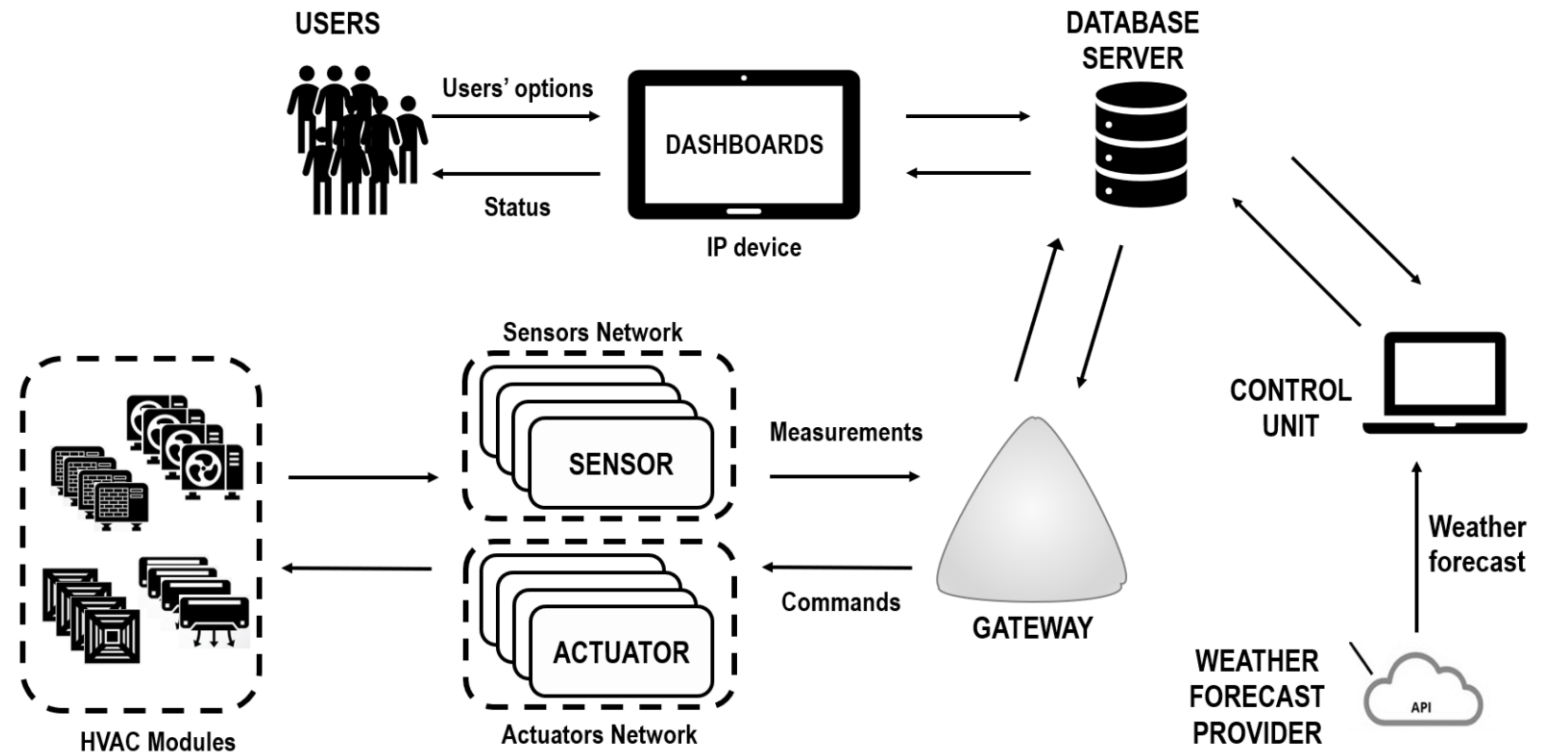 USERS
DATABASE
SERVER
Users' options
DASHBOARDS
Status
IP device
Sensors Network
SENSOR
Measurements
CONTROL
UNIT
Weather
forecast
ACTUATOR
Commands
GATEWAY
WEATHER
FORECAST
PROVIDER
API
HVAC Modules
Actuators Network